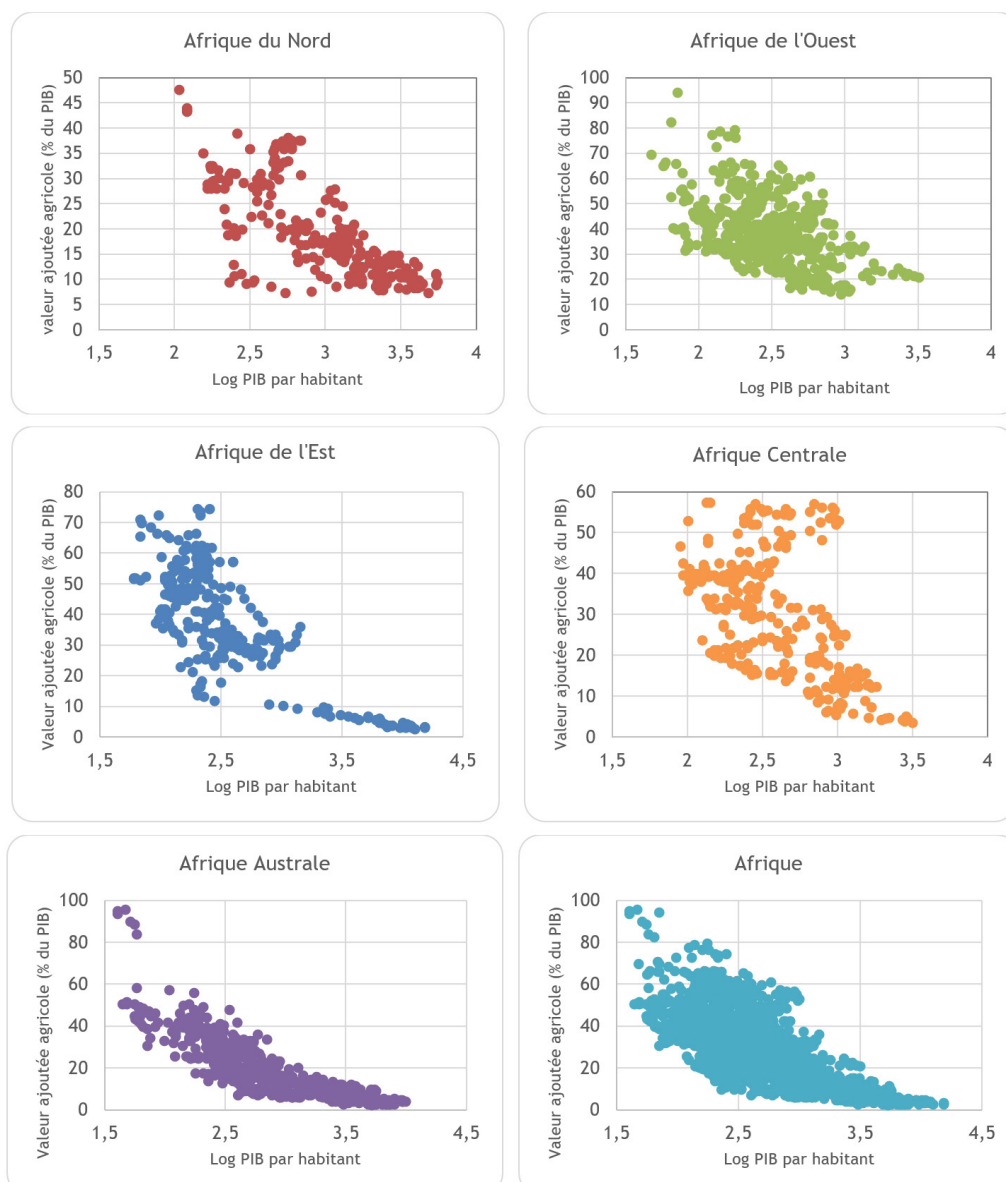 Afrique du Nord
valeur ajoutée agricole (% du PIB)
50
45
40
35
30
25
20
15
10
5
0
1,5 2 2,5 3 3,5 4
Log PIB par habitant
Afrique de l'Ouest
valeur ajoutée agricole (% du PIB)
100
90
80
70
60
50
40
30
20
10
0
1,5 2 2,5 3 3,5 4
Log PIB par habitant
Afrique de l'Est
Valeur ajoutée agricole (% du PIB)
80
70
60
50
40
30
20
10
0
1,5 2,5 3,5 4,5
Log PIB par habitant
Afrique Centrale
Valeur ajoutée agricole (% du PIB)
60
50
40
30
20
10
0
1,5 2 2,5 3 3,5 4
Log PIB par habitant
Afrique Australe
Valeur ajoutée agricole (% du PIB)
100
80
60
40
20
0
1,5 2,5 3,5 4,5
Log PIB par habitant
Afrique
Valeur ajoutée agricole (% du PIB)
100
80
60
40
20
0
1,5 2,5 3,5 4,5
Log PIB par habitant